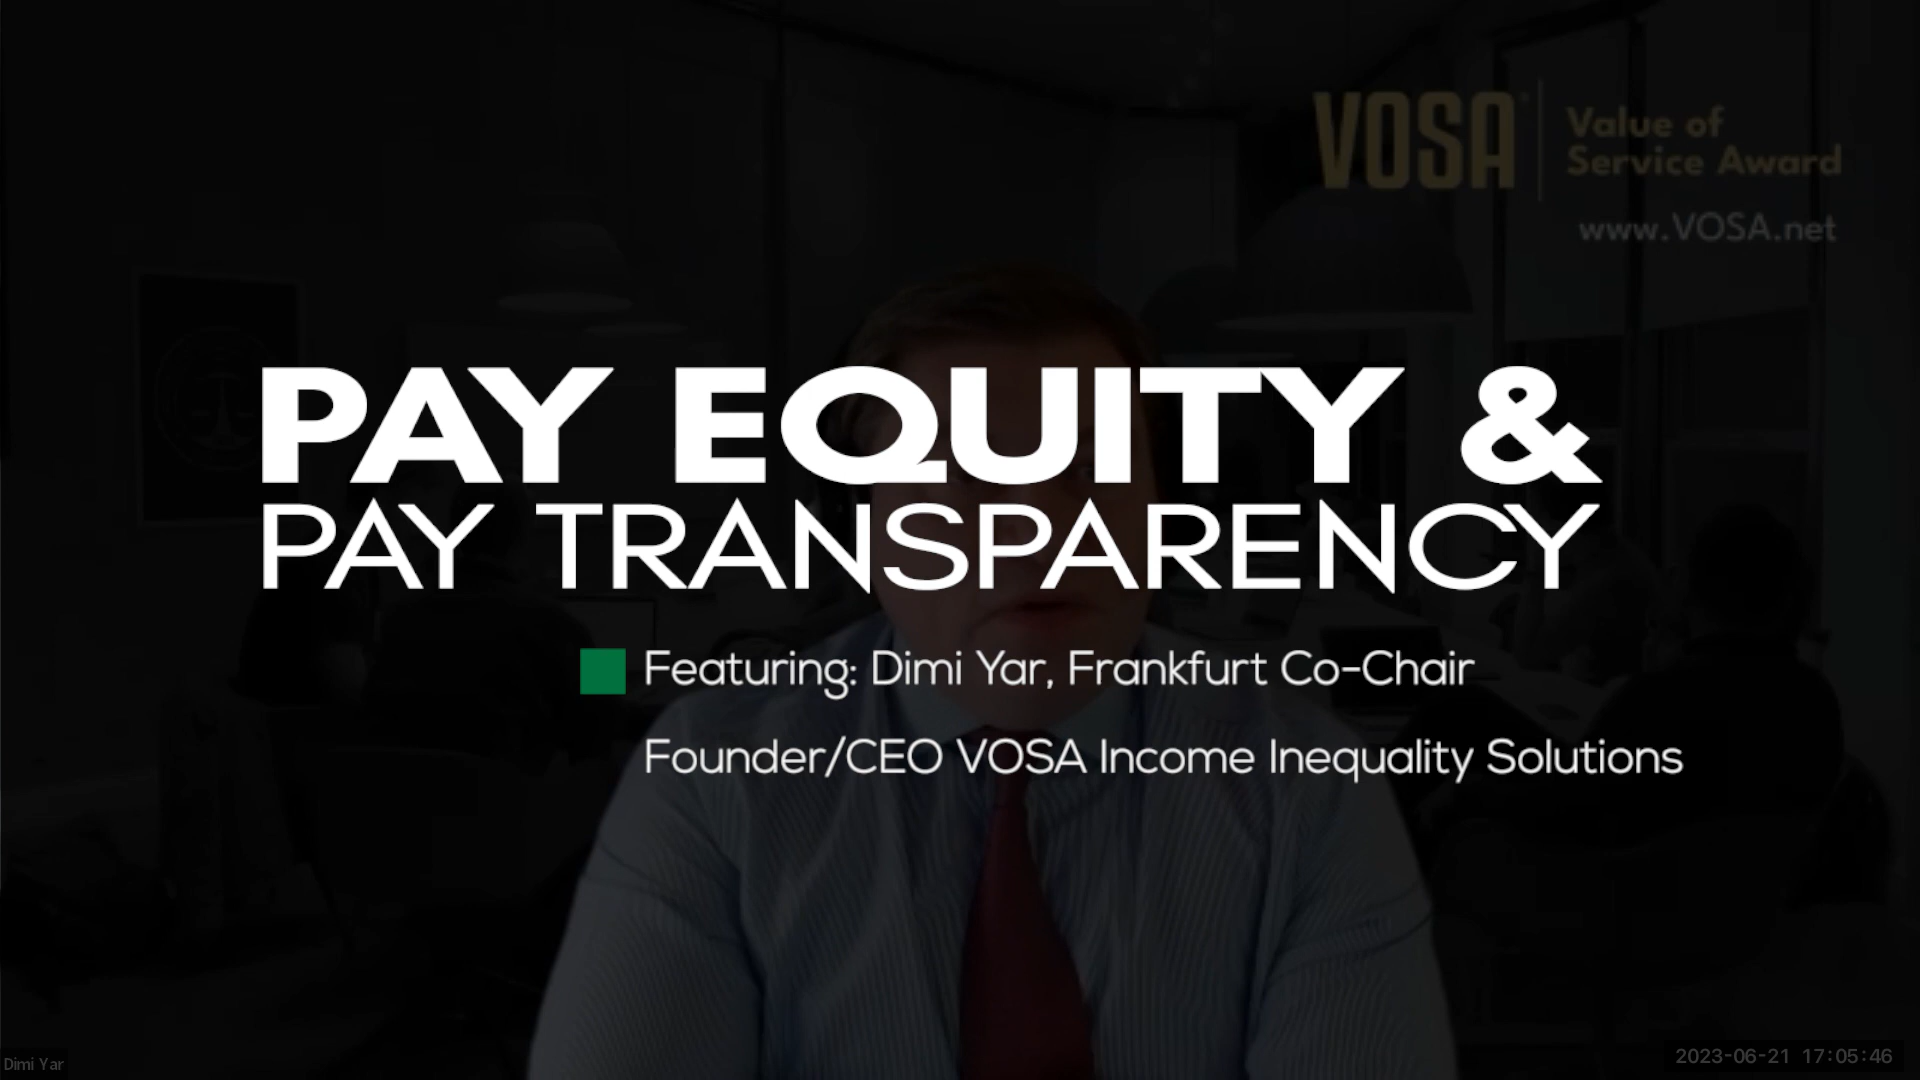 VOSA
Value of
Service Award
www.VOSA.net
PAY EQUITY &
PAY TRANSPARENCY
Featuring: Dimi Yar, Frankfurt Co-Chair
Founder/CEO VOSA Income Inequality Solutions
Dimi Yar
2023-06-21 17:05:46